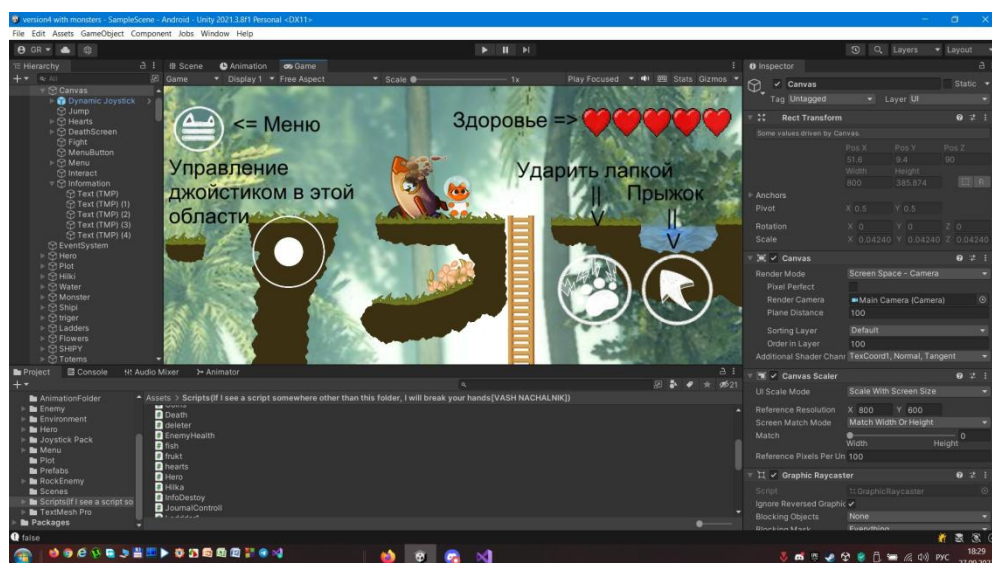 version4 with monsters - SampleScene - Android - Unity 2021.3.8f1 Personal <DX11>
File Edit Assets GameObject Component Jobs Window Help
GR
Layers
Layout
Hierarchy
All
Canvas
Dynamic Joystick
Jump
Hearts
DeathScreen
Fight
MenuButton
Menu
Interact
Information
Text (TMP)
Text (TMP) (1)
Text (TMP) (2)
Text (TMP) (3)
Text (TMP) (4)
EventSystem
Hero
Plot
Hilki
Water
Monster
Shipi
triger
Ladders
Flowers
SHIPY
Totems
Scene Animation Game
Game Display 1 Free Aspect Scale 1x Play Focused Stats Gizmos
<= Меню
Здоровье =>
Управление
джойстиком в этой
области
Ударить лапкой
||
V
Прыжок
||
V
Inspector
Canvas Static
Tag Untagged Layer UI
Rect Transform
Some values driven by Canvas.
Pos X Pos Y Pos Z
51.8 9.4 90
Width Height
800 385.874
R
Anchors
Pivot X 0.5 Y 0.5
Rotation X 0 Y 0 Z 0
Scale X 0.04240 Y 0.04240 Z 0.04240
Canvas
Render Mode Screen Space - Camera
Pixel Perfect
Render Camera Main Camera (Camera)
Plane Distance 100
Sorting Layer Default
Order in Layer 100
Additional Shader Chann TexCoord1, Normal, Tangent
Canvas Scaler
UI Scale Mode Scale With Screen Size
Reference Resolution X 800 Y 600
Screen Match Mode Match Width Or Height
Match 0
Width Height
Reference Pixels Per Un 100
Graphic Raycaster
Script GraphicRaycaster
Ignore Reversed Graphic
Blocking Objects None
Blocking Mask Everything
Project Console Audio Mixer Animator
21
AnimationFolder
Enemy
Environment
Hero
Joystick Pack
Menu
Plot
Prefabs
RockEnemy
Scenes
Scripts(If I see a script so
TextMesh Pro
Packages
Assets > Scripts(If I see a script somewhere other than this folder, I will break your hands[VASH NACHALNIK])
Death
deleter
EnemyHealth
fish
frukt
hearts
Hero
Hilka
InfoDestoy
JournalControll
false
РУС
18:29